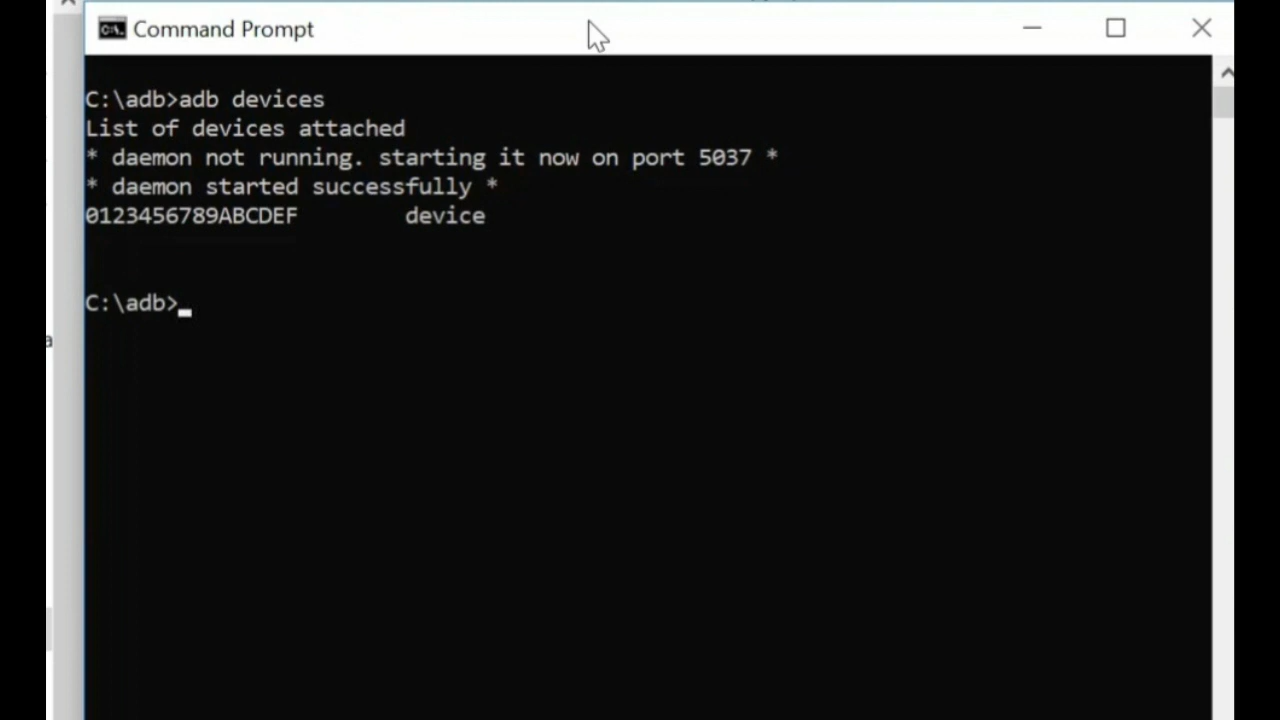 Command Prompt
C:\adb>adb devices
List of devices attached
* daemon not running. starting it now on port 5037 *
* daemon started successfully *
0123456789ABCDEF        device
C:\adb>